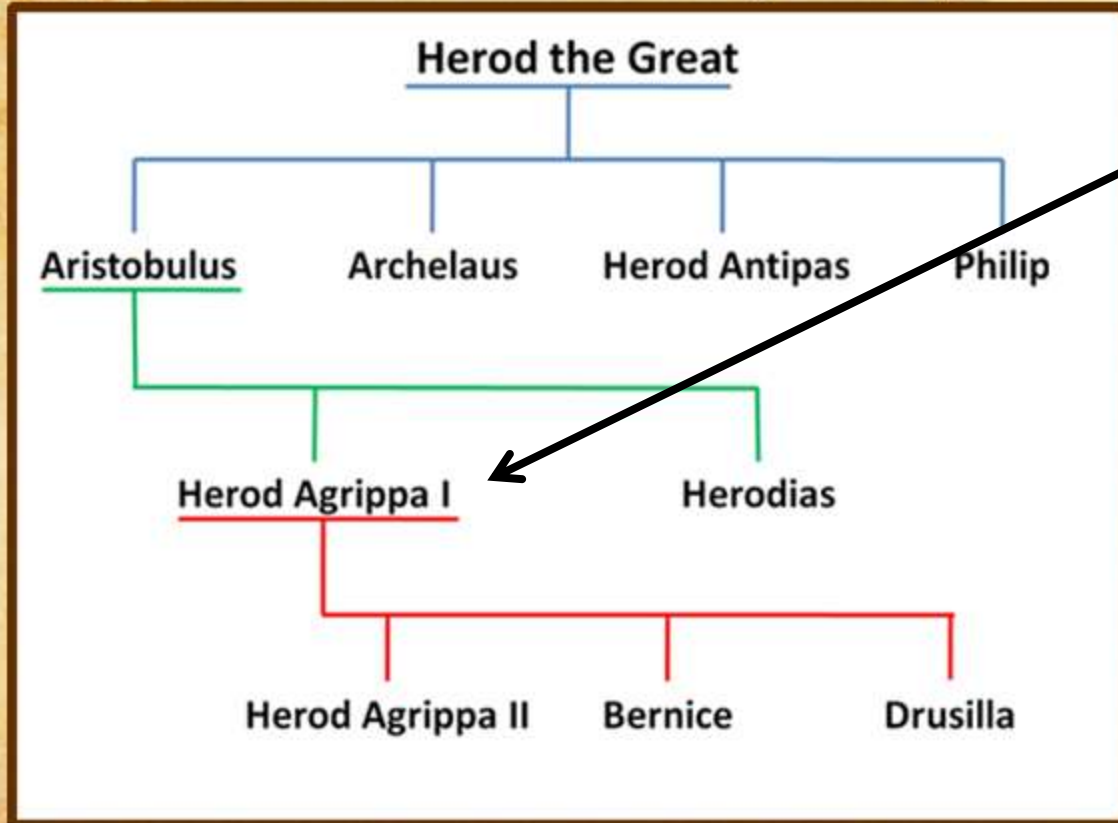 Herod the Great
Aristobulus Archelaus Herod Antipas Philip
Herod Agrippa I Herodias
Herod Agrippa II Bernice Drusilla